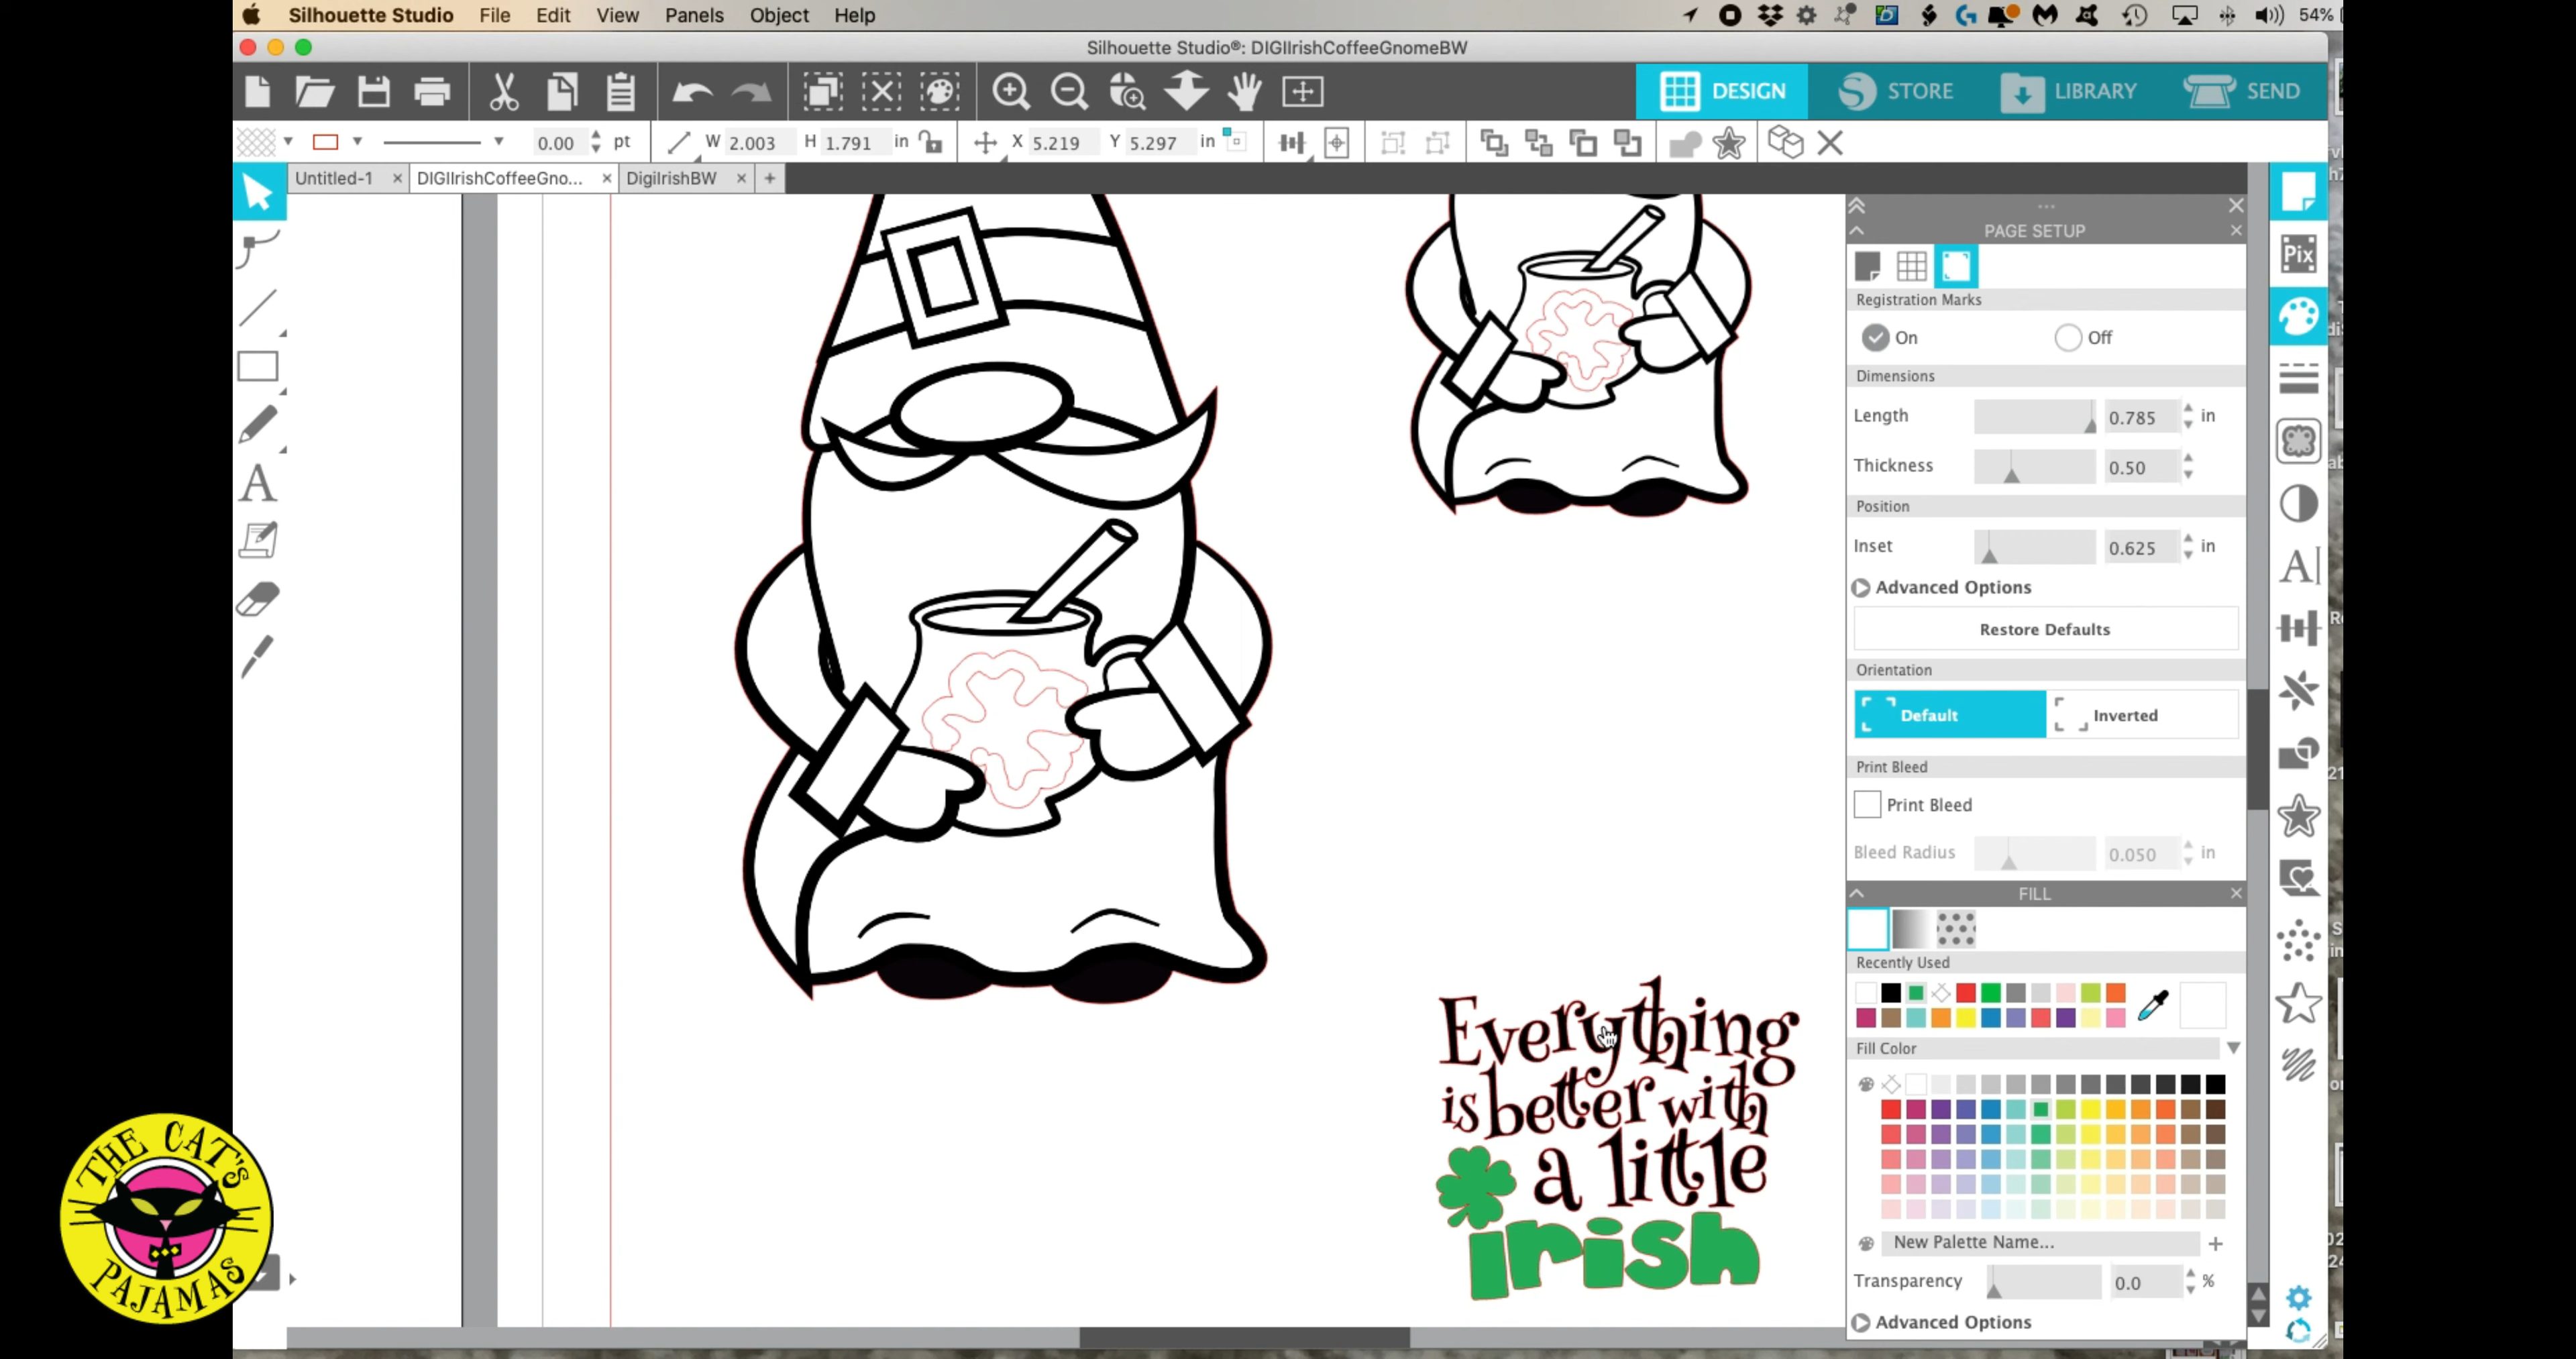 Silhouette Studio File Edit View Panels Object Help 54%
Silhouette Studio®: DIGIIrishCoffeeGnomeBW
DESIGN STORE LIBRARY SEND
0.00 pt W 2.003 H 1.791 in X 5.219 Y 5.297 in
Untitled-1 DIGIIrishCoffeeGno... DigiIrishBW
PAGE SETUP
Pix
Registration Marks
On Off
Dimensions
Length 0.785 in
Thickness 0.50
Position
Inset 0.625 in
Advanced Options
Restore Defaults
Orientation
Default Inverted
Print Bleed
Print Bleed
Bleed Radius 0.050 in
FILL
Recently Used
Fill Color
New Palette Name...
Transparency 0.0 %
Advanced Options
Everything
is better with
a little
irish
THE CAT'S
PAJAMAS